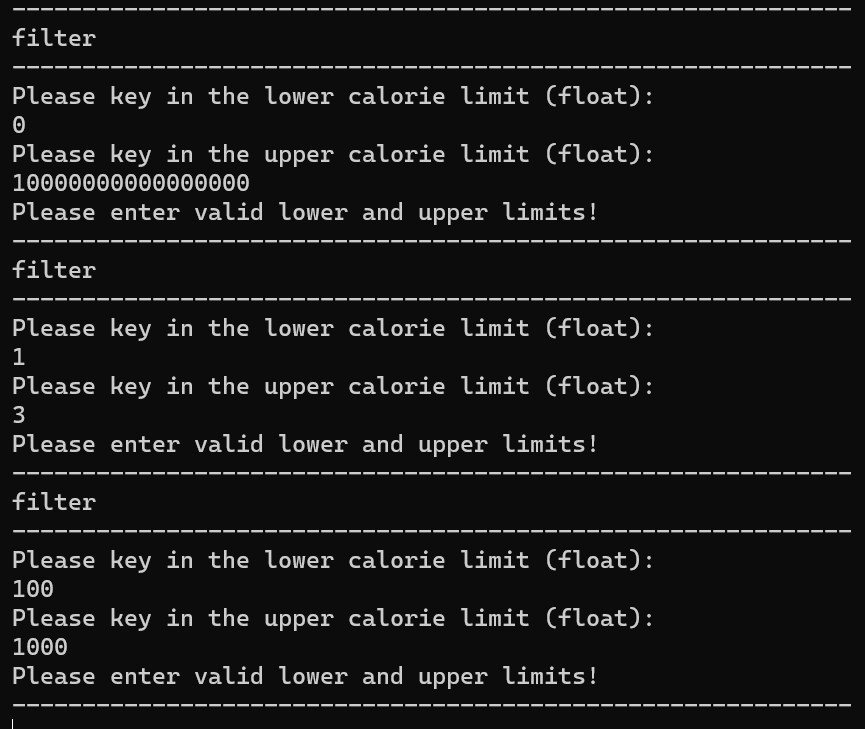 ------------------------------------------------------------
filter
------------------------------------------------------------
Please key in the lower calorie limit (float):
0
Please key in the upper calorie limit (float):
10000000000000000
Please enter valid lower and upper limits!
------------------------------------------------------------
filter
------------------------------------------------------------
Please key in the lower calorie limit (float):
1
Please key in the upper calorie limit (float):
3
Please enter valid lower and upper limits!
------------------------------------------------------------
filter
------------------------------------------------------------
Please key in the lower calorie limit (float):
100
Please key in the upper calorie limit (float):
1000
Please enter valid lower and upper limits!
------------------------------------------------------------